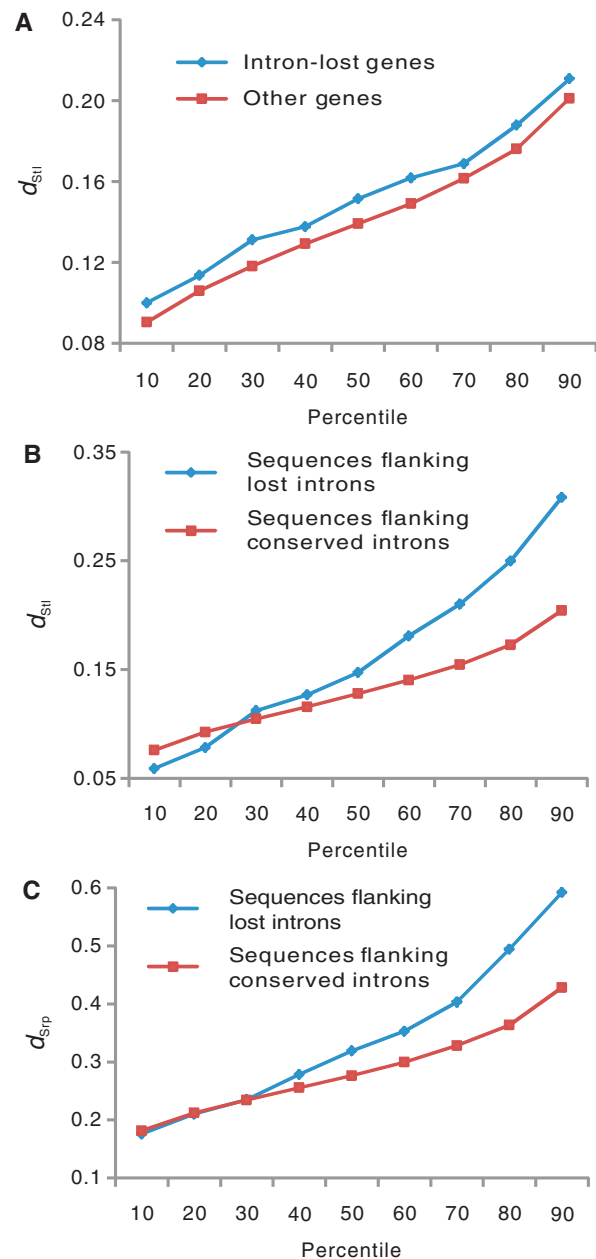 A
0.24
0.20
0.16
0.12
0.08
dStl
Intron-lost genes
Other genes
10 20 30 40 50 60 70 80 90
Percentile
B
0.35
0.25
0.15
0.05
dStl
Sequences flanking
lost introns
Sequences flanking
conserved introns
10 20 30 40 50 60 70 80 90
Percentile
C
0.6
0.5
0.4
0.3
0.2
0.1
dSrp
Sequences flanking
lost introns
Sequences flanking
conserved introns
10 20 30 40 50 60 70 80 90
Percentile